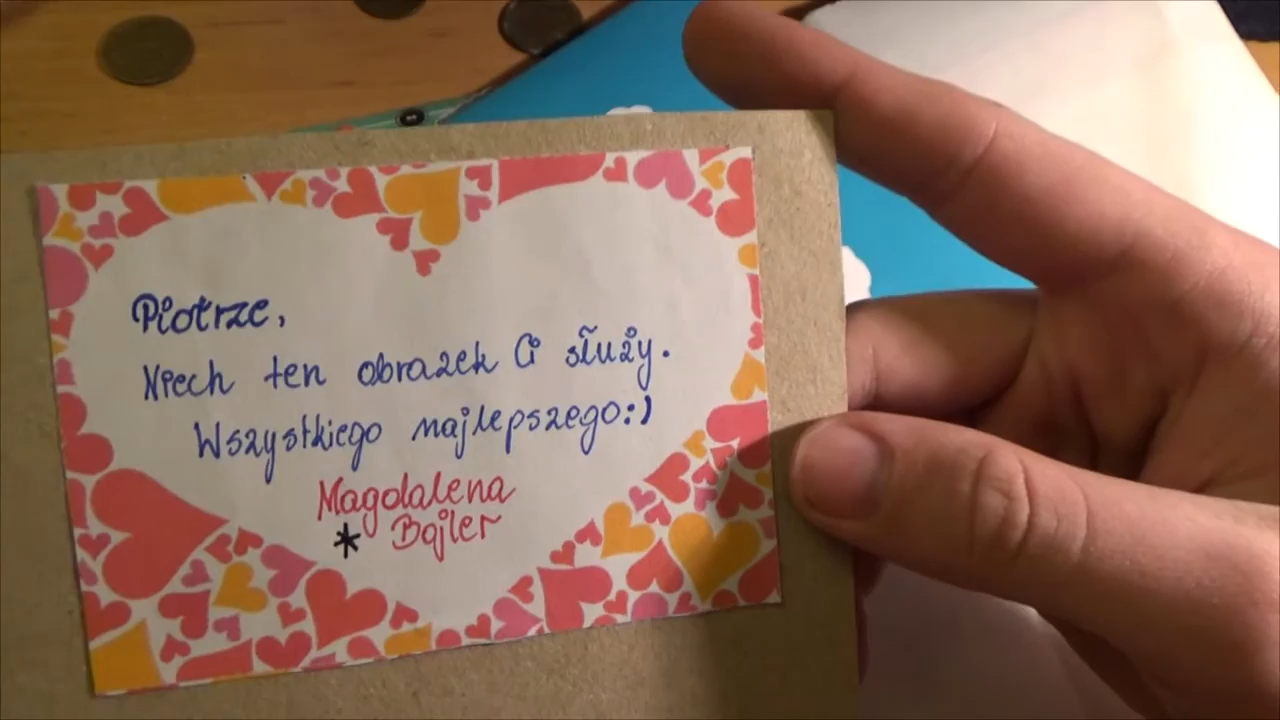 Piotrze,
Niech ten obrazek Ci służy.
Wszystkiego najlepszego:)
Magdalena
* Bajler